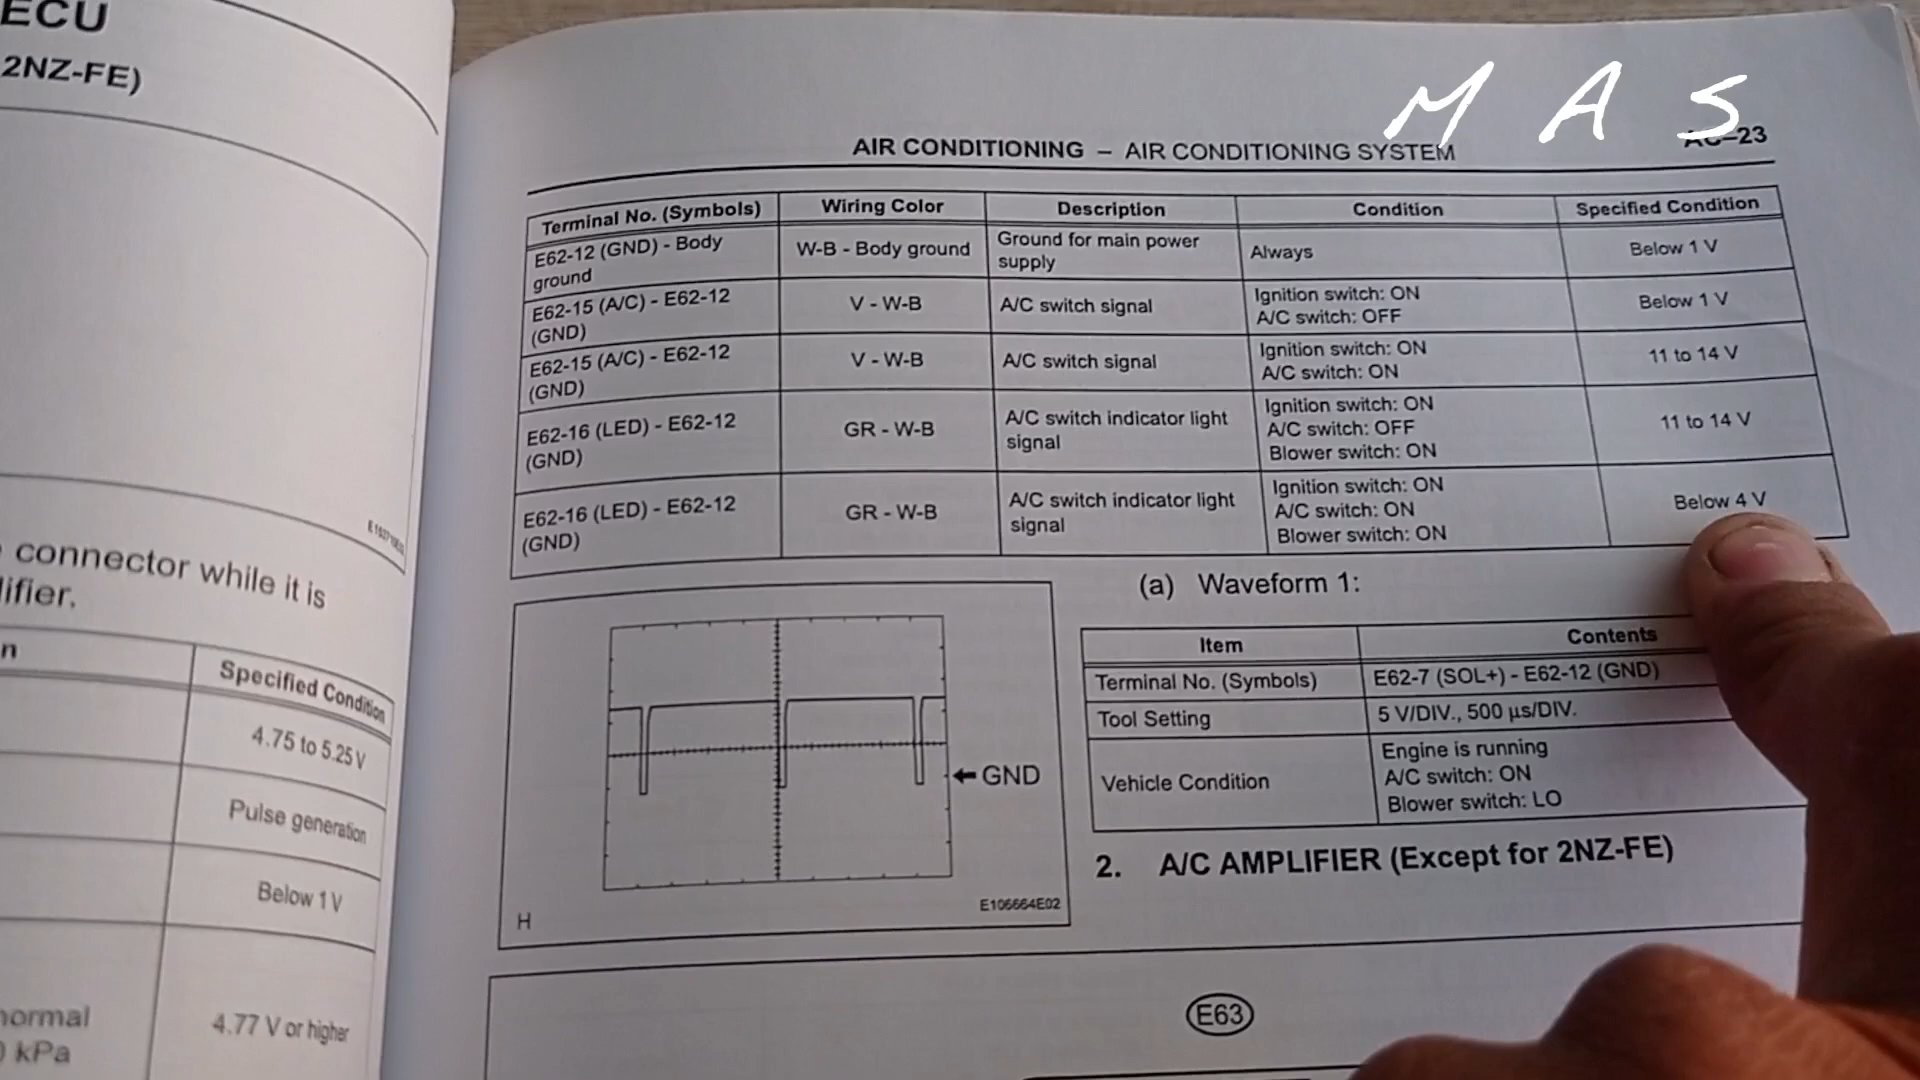 ECU
2NZ-FE)
connector while it is
lifier.
n
Specified Condition
4.75 to 5.25 V
Pulse generation
Below 1 V
normal
4.77 V or higher
0 kPa
M A S
AIR CONDITIONING – AIR CONDITIONING SYSTEM
AC–23
Terminal No. (Symbols) Wiring Color Description Condition Specified Condition
E62-12 (GND) - Body
ground
W-B - Body ground
Ground for main power
supply
Always
Below 1 V
E62-15 (A/C) - E62-12
(GND)
V - W-B
A/C switch signal
Ignition switch: ON
A/C switch: OFF
Below 1 V
E62-15 (A/C) - E62-12
(GND)
V - W-B
A/C switch signal
Ignition switch: ON
A/C switch: ON
11 to 14 V
E62-16 (LED) - E62-12
(GND)
GR - W-B
A/C switch indicator light
signal
Ignition switch: ON
A/C switch: OFF
Blower switch: ON
11 to 14 V
E62-16 (LED) - E62-12
(GND)
GR - W-B
A/C switch indicator light
signal
Ignition switch: ON
A/C switch: ON
Blower switch: ON
Below 4 V
GND
H
E106664E02
(a) Waveform 1:
Item Contents
Terminal No. (Symbols) E62-7 (SOL+) - E62-12 (GND)
Tool Setting 5 V/DIV., 500 μs/DIV.
Vehicle Condition
Engine is running
A/C switch: ON
Blower switch: LO
2. A/C AMPLIFIER (Except for 2NZ-FE)
E63